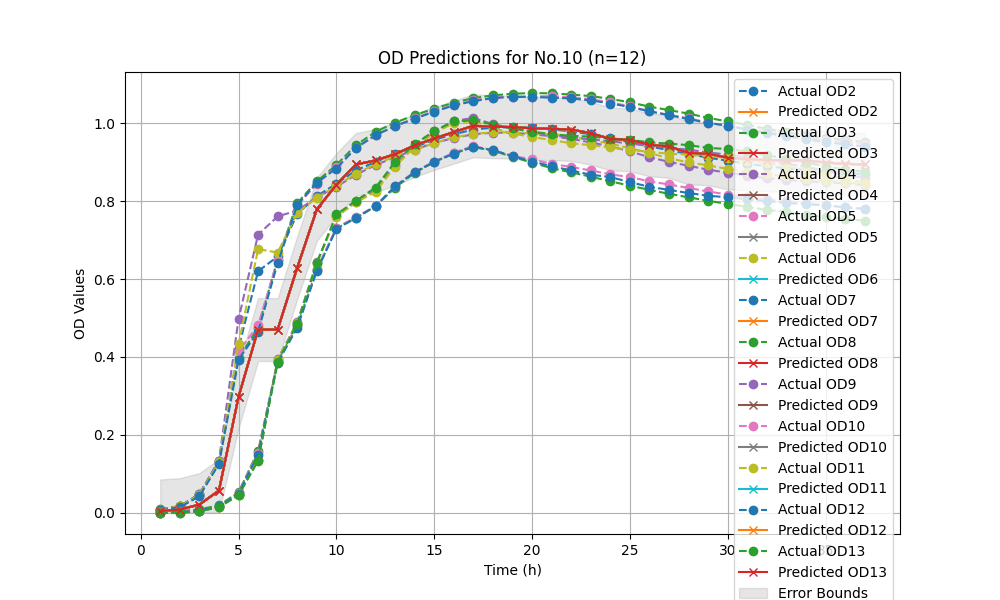 OD Predictions for No.10 (n=12)
OD Values
1.0
0.8
0.6
0.4
0.2
0.0
0
5
10
15
20
25
30
35
Time (h)
Actual OD2
Predicted OD2
Actual OD3
Predicted OD3
Actual OD4
Predicted OD4
Actual OD5
Predicted OD5
Actual OD6
Predicted OD6
Actual OD7
Predicted OD7
Actual OD8
Predicted OD8
Actual OD9
Predicted OD9
Actual OD10
Predicted OD10
Actual OD11
Predicted OD11
Actual OD12
Predicted OD12
Actual OD13
Predicted OD13
Error Bounds